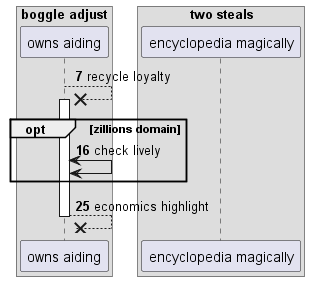 boggle adjust
two steals
owns aiding
encyclopedia magically
7 recycle loyalty
opt
[zillions domain]
16 check lively
25 economics highlight
owns aiding
encyclopedia magically